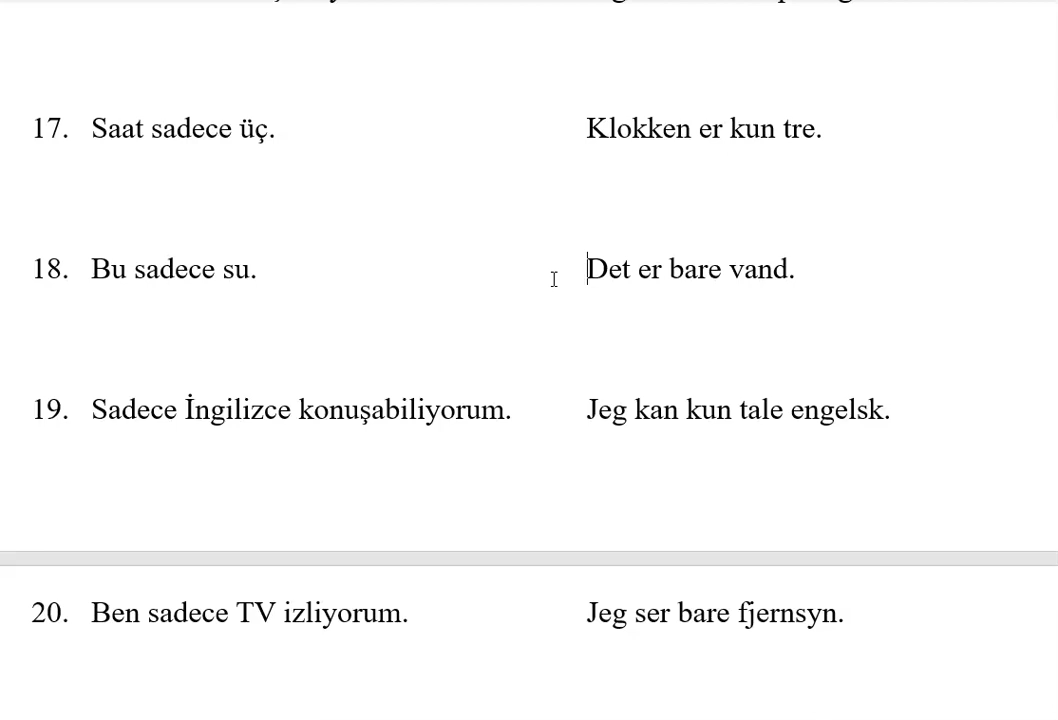 17. Saat sadece üç. Klokken er kun tre.
18. Bu sadece su. Det er bare vand.
19. Sadece İngilizce konuşabiliyorum. Jeg kan kun tale engelsk.
20. Ben sadece TV izliyorum. Jeg ser bare fjernsyn.